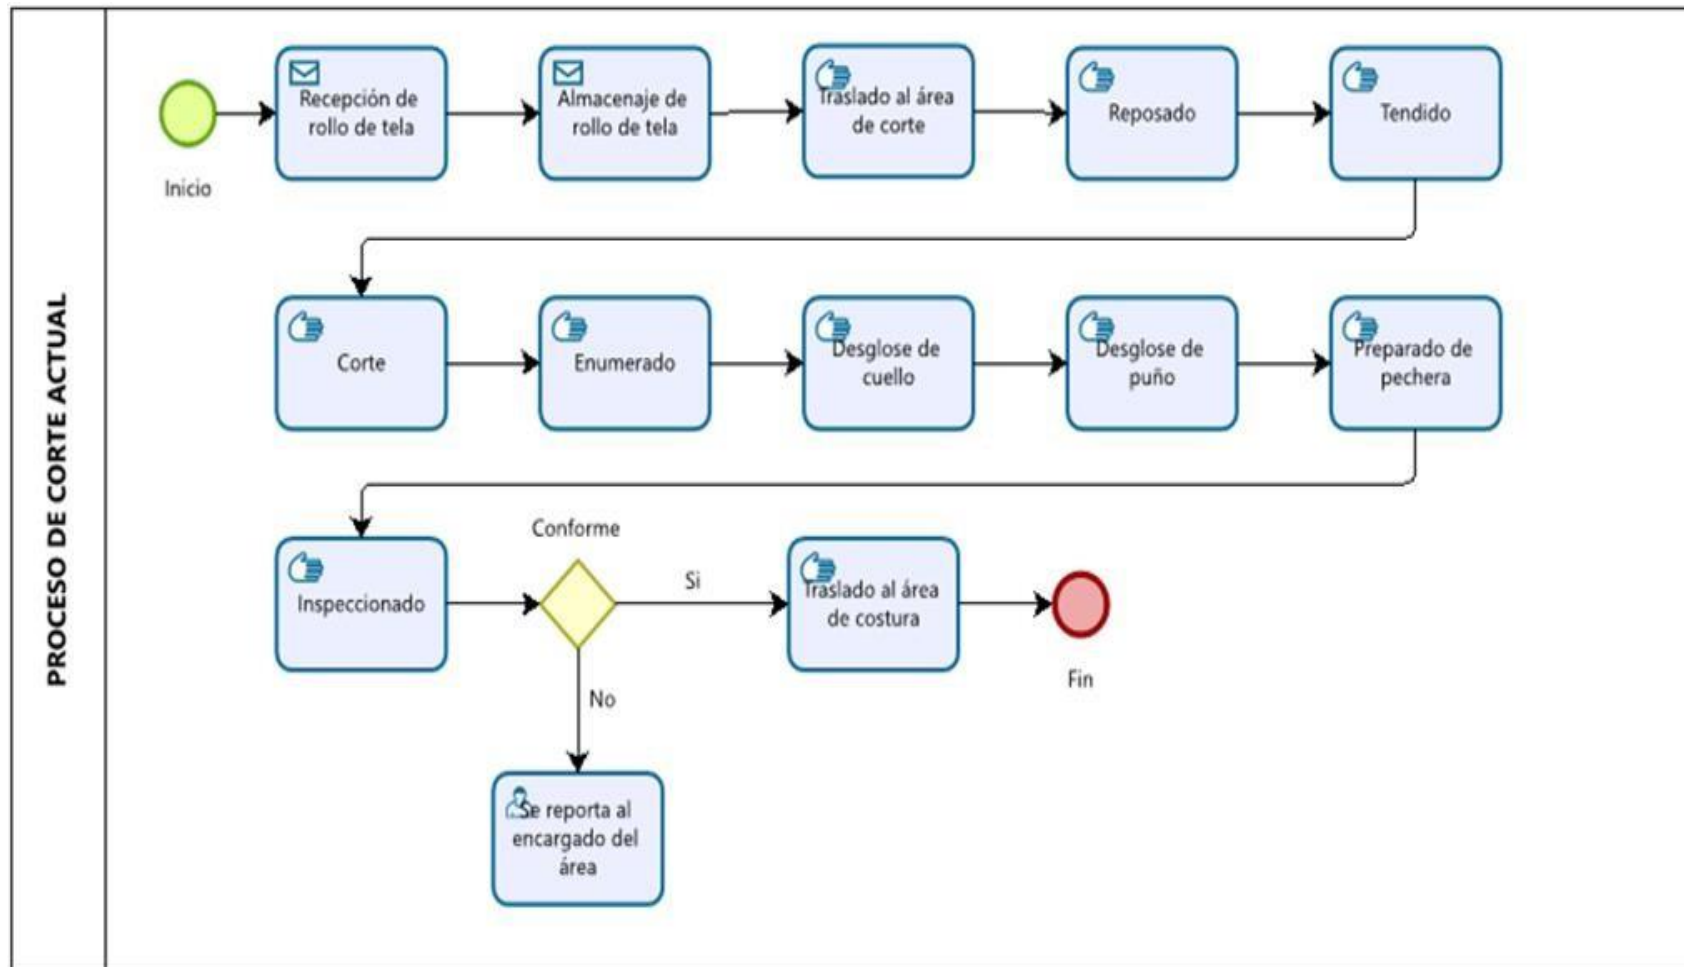 PROCESO DE CORTE ACTUAL
Inicio
Recepción de
rollo de tela
Almacenaje de
rollo de tela
Traslado al área
de corte
Reposado
Tendido
Corte
Enumerado
Desglose de
cuello
Desglose de
puño
Preparado de
pechera
Inspeccionado
Conforme
Sì
No
Traslado al área
de costura
Fin
Se reporta al
encargado del
área